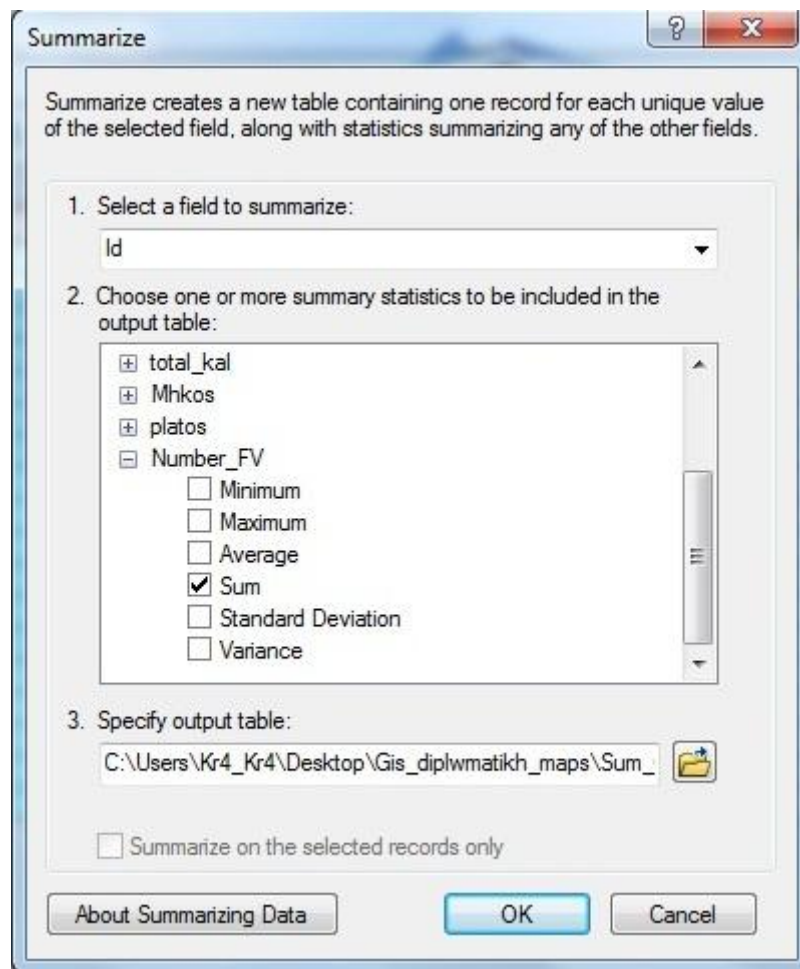 Summarize
Summarize creates a new table containing one record for each unique value
of the selected field, along with statistics summarizing any of the other fields.
1. Select a field to summarize:
Id
2. Choose one or more summary statistics to be included in the
output table:
total_kal
Mhkos
platos
Number_FV
Minimum
Maximum
Average
Sum
Standard Deviation
Variance
3. Specify output table:
C:\Users\Kr4_Kr4\Desktop\Gis_diplwmatikh_maps\Sum_
Summarize on the selected records only
About Summarizing Data
OK
Cancel